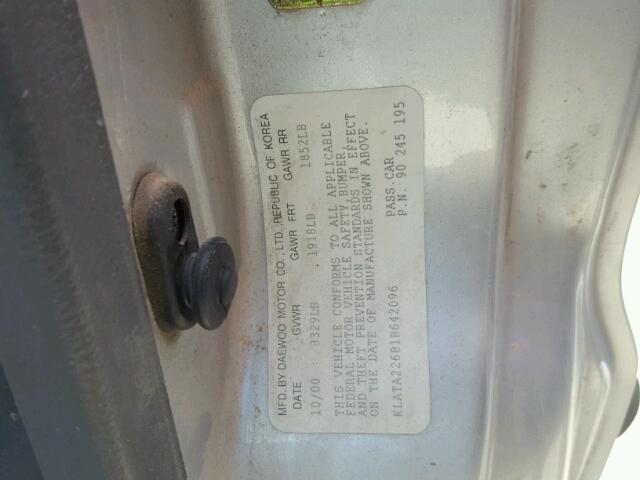 MFD. BY DAEWOO MOTOR CO., LTD. REPUBLIC OF KOREA
DATE GVWR GAWR FRT GAWR RR
10/00 3329LB 1918LB 1852LB
THIS VEHICLE CONFORMS TO ALL APPLICABLE
FEDERAL MOTOR VEHICLE SAFETY, BUMPER,
AND THEFT PREVENTION STANDARDS IN EFFECT
ON THE DATE OF MANUFACTURE SHOWN ABOVE.
KLATA22681B642096 PASS CAR
P.N. 90 245 195